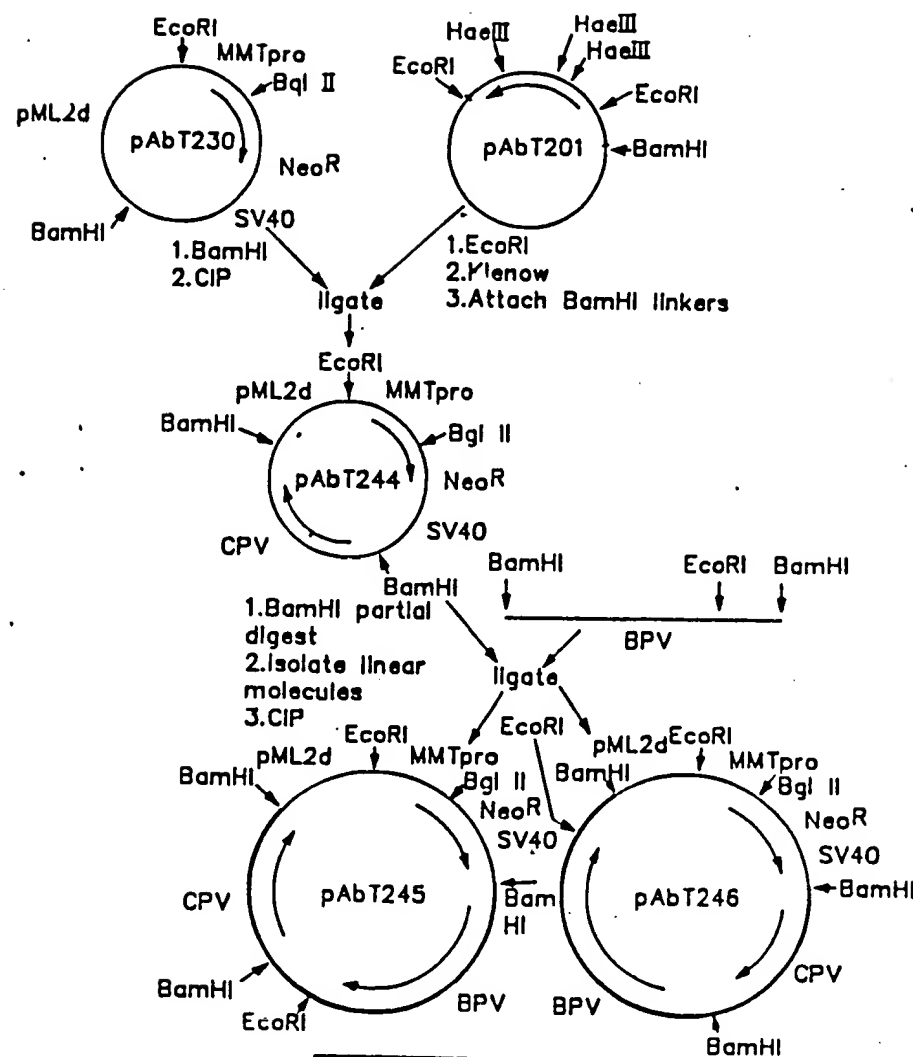 EcoRI
MMTpro
Bql II
pML2d
pAbT230
NeoR
BamHI
SV40
1.BamHI
2.CIP
HaeIII
HaeIII
HaeIII
EcoRI
EcoRI
pAbT201
BamHI
1.EcoRI
2.Klenow
3.Attach BamHI linkers
ligate
EcoRI
pML2d
MMTpro
BamHI
Bgl II
pAbT244
NeoR
CPV
SV40
BamHI
BamHI
EcoRI
BamHI
BPV
1.BamHI partial
digest
2.Isolate linear
molecules
3.CIP
ligate
EcoRI
pML2d
MMTpro
BamHI
Bgl II
NeoR
SV40
CPV
pAbT245
Bam
HI
BamHI
EcoRI
BPV
EcoRI
pML2d
EcoRI
MMTpro
BamHI
Bgl II
NeoR
SV40
pAbT246
BamHI
CPV
BPV
BamHI